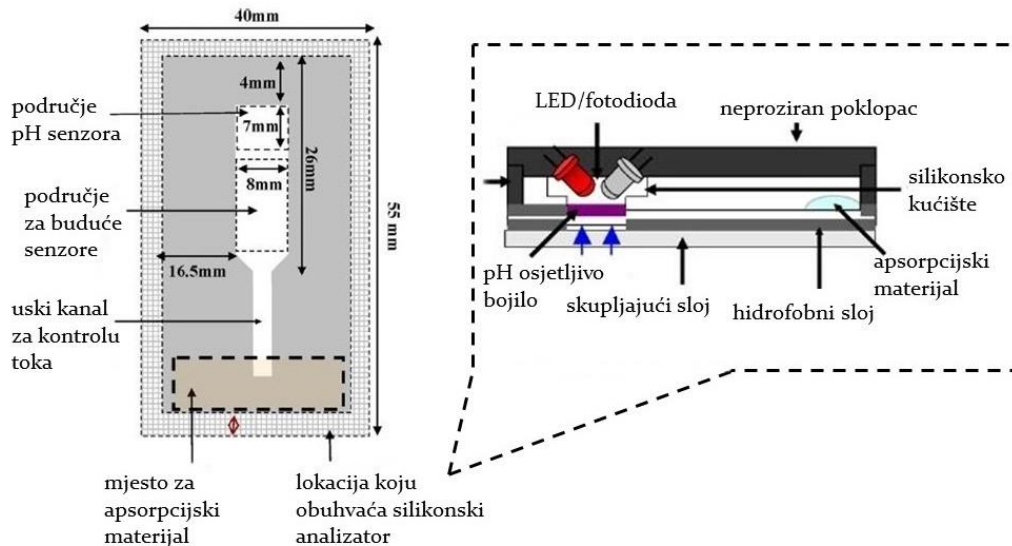 40mm
4mm
7mm
26mm
8mm
55 mm
16.5mm
područje
pH senzora
područje
za buduće
senzore
uski kanal
za kontrolu
toka
mjesto za
apsorpcijski
materijal
lokacija koju
obuhvaća silikonski
analizator
LED/fotodioda
neproziran poklopac
silikonsko
kućište
pH osjetljivo
bojilo
skupljajući sloj
hidrofobni sloj
apsorpcijski
materijal